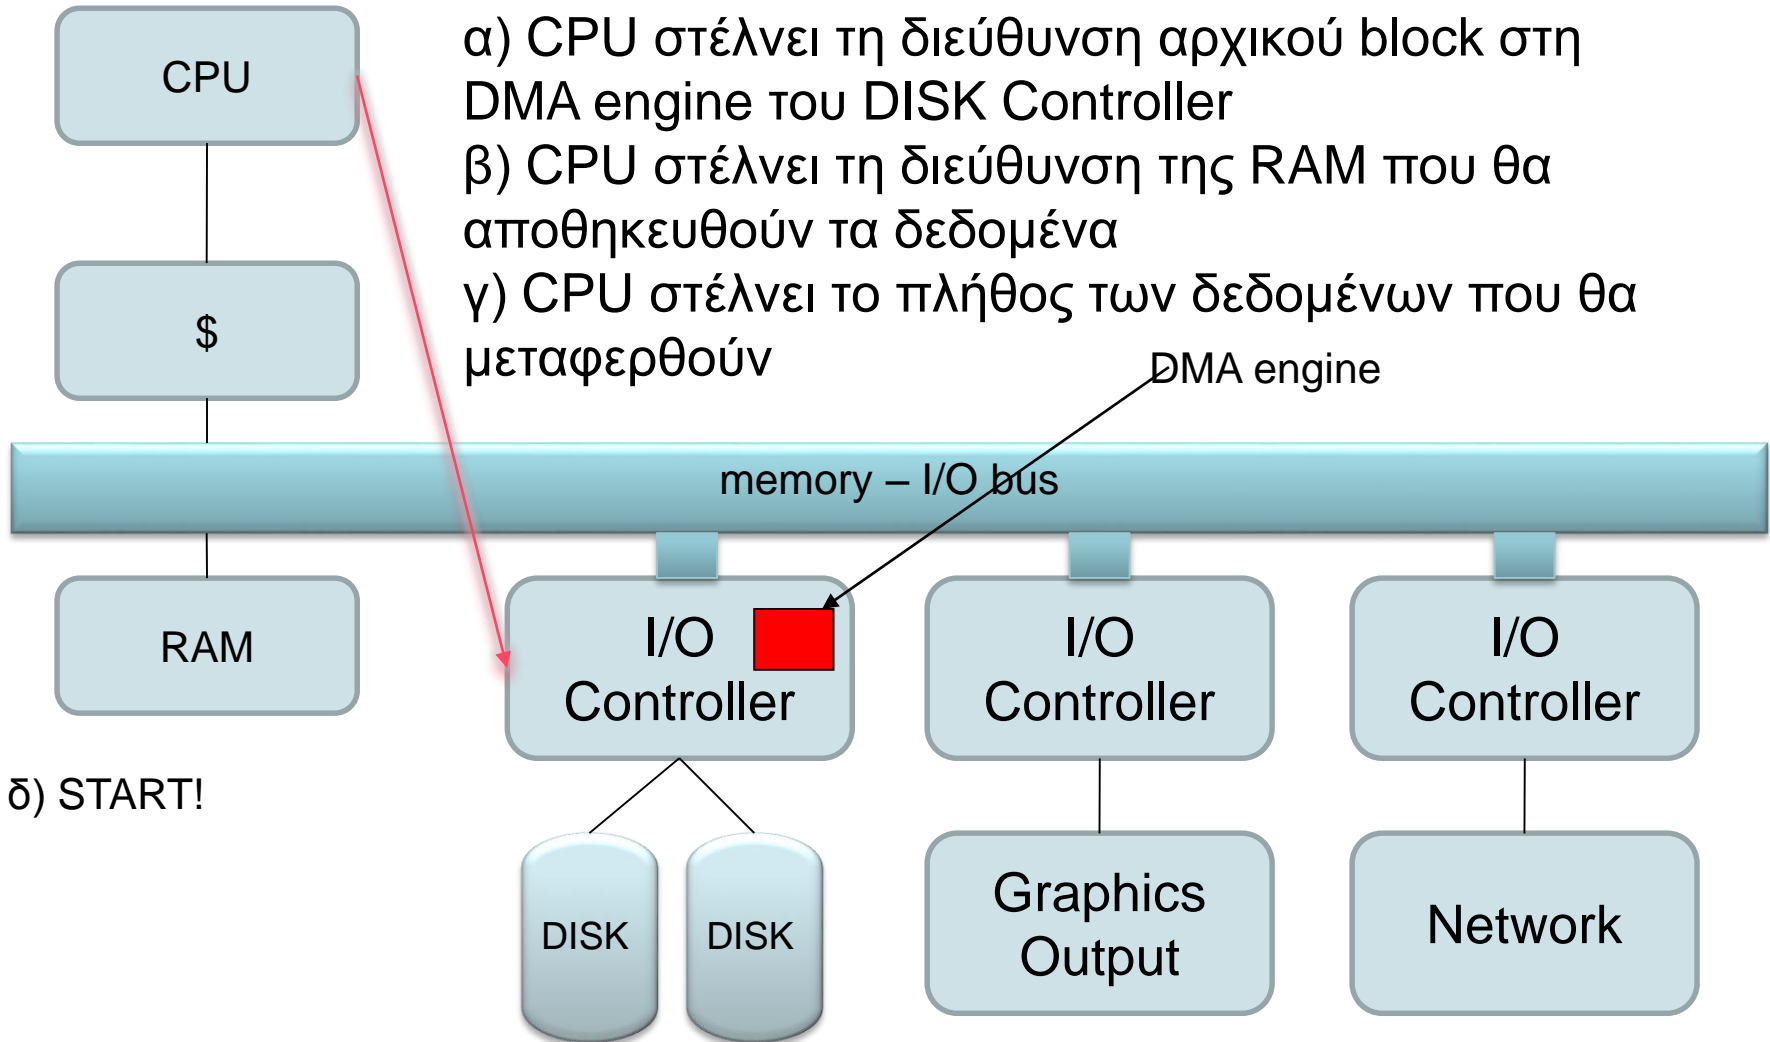 CPU
α) CPU στέλνει τη διεύθυνση αρχικού block στη
DMA engine του DISK Controller
β) CPU στέλνει τη διεύθυνση της RAM που θα
αποθηκευθούν τα δεδομένα
γ) CPU στέλνει το πλήθος των δεδομένων που θα
μεταφερθούν
$
DMA engine
memory – I/O bus
RAM
I/O
Controller
I/O
Controller
I/O
Controller
δ) START!
DISK
DISK
Graphics
Output
Network